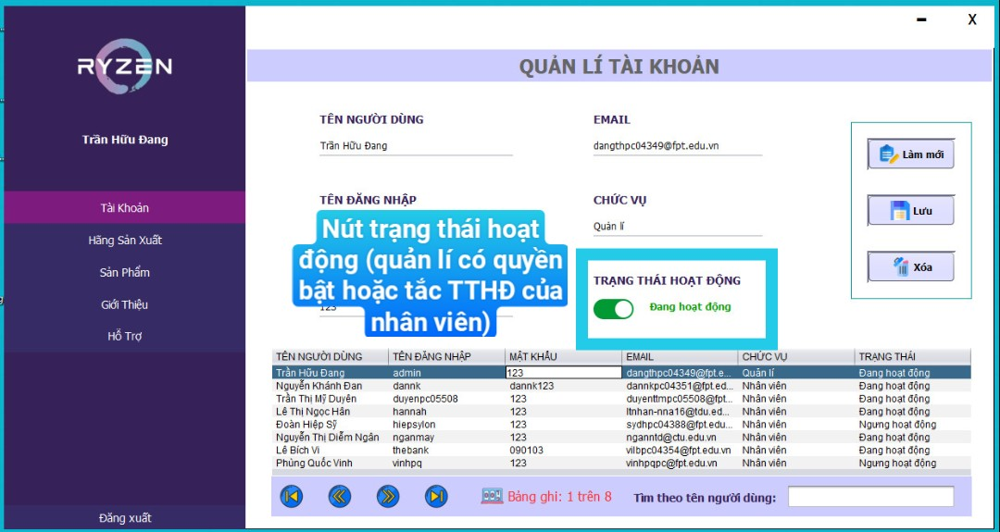 X
RYZEN
QUẢN LÍ TÀI KHOẢN
Trần Hữu Đang
TÊN NGƯỜI DÙNG
EMAIL
Trần Hữu Đang
dangthpc04349@fpt.edu.vn
Làm mới
TÊN ĐĂNG NHẬP
CHỨC VỤ
Tài Khoản
Lưu
Quản lí
Hãng Sản Xuất
Nút trạng thái hoạt
động (quản lí có quyền
bật hoặc tắc TTHĐ của
nhân viên)
Sản Phẩm
Xóa
TRẠNG THÁI HOẠT ĐỘNG
Giới Thiệu
123
Đang hoạt động
Hỗ Trợ
TÊN NGƯỜI DÙNG TÊN ĐĂNG NHẬP MẬT KHẨU EMAIL CHỨC VỤ TRẠNG THÁI
Trần Hữu Đang admin 123 dangthpc04349@fpt.e... Quản lí Đang hoạt động
Nguyễn Khánh Đan dannk dannk123 dannkpc04351@fpt.ed... Nhân viên Đang hoạt động
Trần Thị Mỹ Duyên duyenpc05508 123 duyenttmpc05508@fpt... Nhân viên Đang hoạt động
Lê Thị Ngọc Hân hannah 123 ltnhan-nna16@tdu.ed... Nhân viên Đang hoạt động
Đoàn Hiệp Sỹ hiepsylon 123 sydhpc04388@fpt.edu... Nhân viên Ngưng hoạt động
Nguyễn Thị Diễm Ngân nganmay 123 nganntd@ctu.edu.vn Nhân viên Đang hoạt động
Lê Bích Vi thebank 090103 vilbpc04354@fpt.edu.vn Nhân viên Đang hoạt động
Phùng Quốc Vinh vinhpq 123 vinhpqpc@fpt.edu.vn Nhân viên Ngưng hoạt động
Bảng ghi: 1 trên 8
Tìm theo tên người dùng:
Đăng xuất